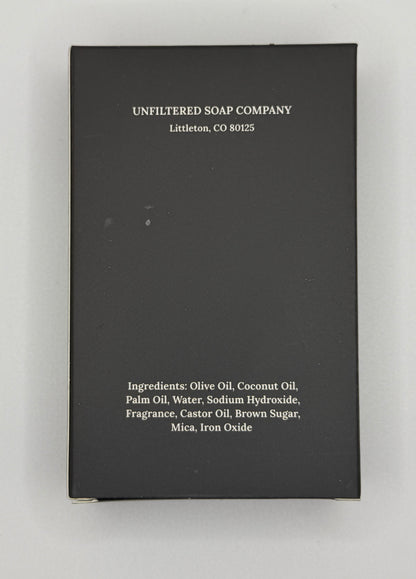 UNFILTERED SOAP COMPANY
Littleton, CO 80125
Ingredients: Olive Oil, Coconut Oil,
Palm Oil, Water, Sodium Hydroxide,
Fragrance, Castor Oil, Brown Sugar,
Mica, Iron Oxide